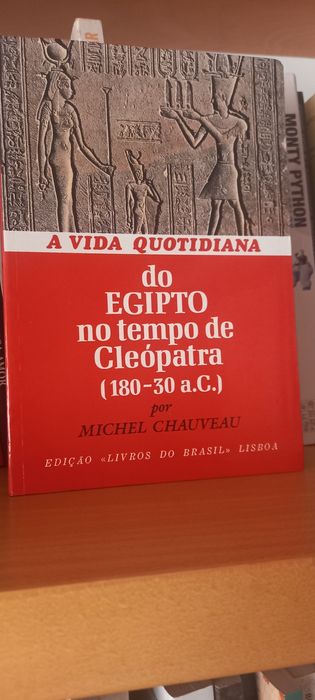 A VIDA QUOTIDIANA
do
EGIPTO
no tempo de
Cleópatra
(180-30 a.C.)
por
MICHEL CHAUVEAU
EDIÇÃO «LIVROS DO BRASIL» LISBOA
MONTY PYTHON